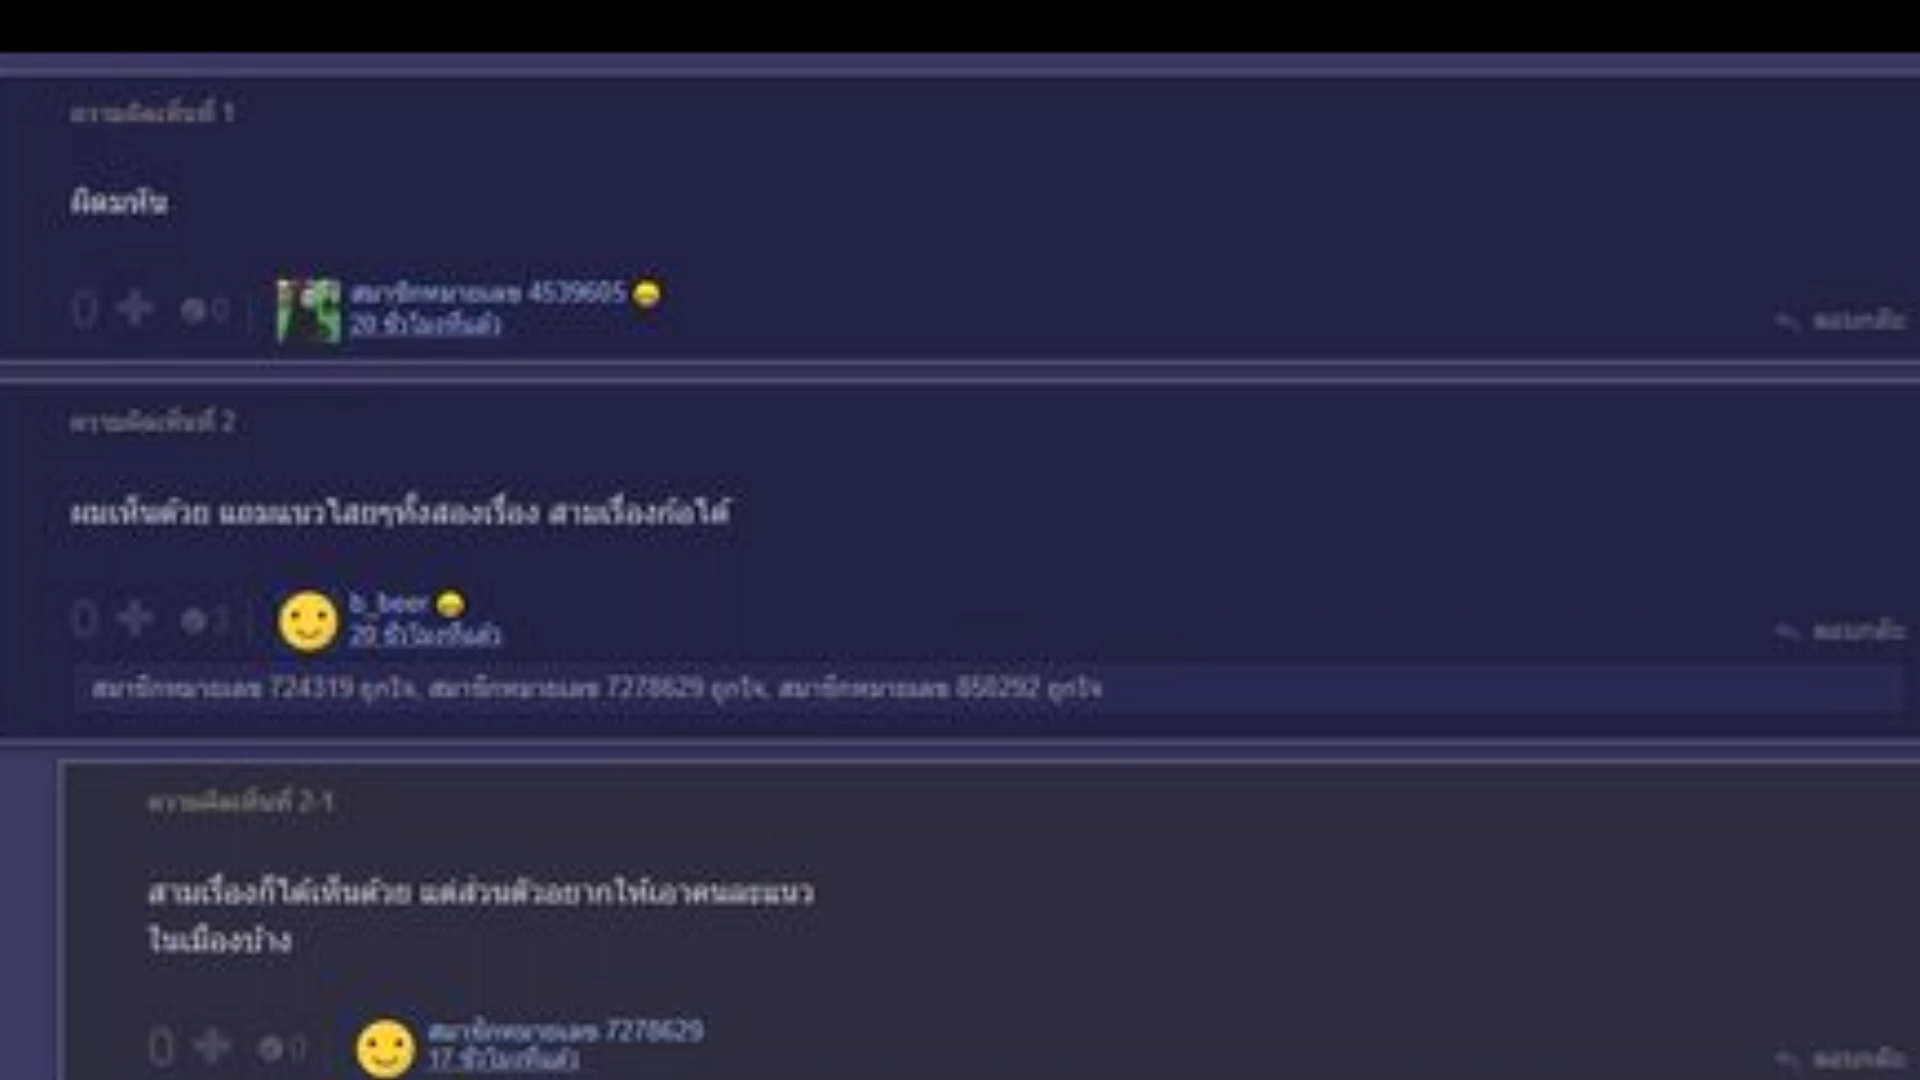 ความคิดเห็นที่ 1
ผิดมหัน
0 0
สมาชิกหมายเลข 4539605
20 ชั่วโมงที่แล้ว
ตอบกลับ
ความคิดเห็นที่ 2
ผมเห็นด้วย แถมแนวใสยๆทั้งสองเรื่อง สามเรื่องก่อได้
0 3
b_beer
20 ชั่วโมงที่แล้ว
ตอบกลับ
สมาชิกหมายเลข 724319 ถูกใจ, สมาชิกหมายเลข 7278629 ถูกใจ, สมาชิกหมายเลข 850292 ถูกใจ
ความคิดเห็นที่ 2-1
สามเรื่องก็ได้เห็นด้วย แต่ส่วนตัวอยากให้เอาคนละแนว
ในเมืองบ้าง
0 0
สมาชิกหมายเลข 7278629
17 ชั่วโมงที่แล้ว
ตอบกลับ